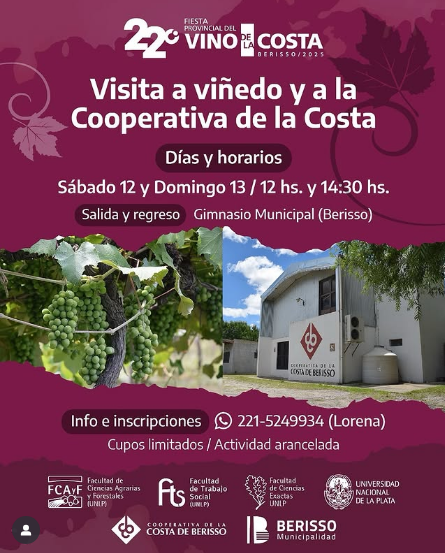 22º
FIESTA
PROVINCIAL DEL
VINO DE LA COSTA
BERISSO/2025
Visita a viñedo y a la
Cooperativa de la Costa
Días y horarios
Sábado 12 y Domingo 13 / 12 hs. y 14:30 hs.
Salida y regreso Gimnasio Municipal (Berisso)
COOPERATIVA DE LA
COSTA DE BERISSO
Info e inscripciones 221-5249934 (Lorena)
Cupos limitados / Actividad arancelada
FCAyF
Facultad de
Ciencias Agrarias
y Forestales
(UNLP)
fts
Facultad
de Trabajo
Social
(UNLP)
Facultad
de Ciencias
Exactas
UNLP
UNIVERSIDAD
NACIONAL
DE LA PLATA
COOPERATIVA DE LA
COSTA DE BERISSO
BERISSO
Municipalidad